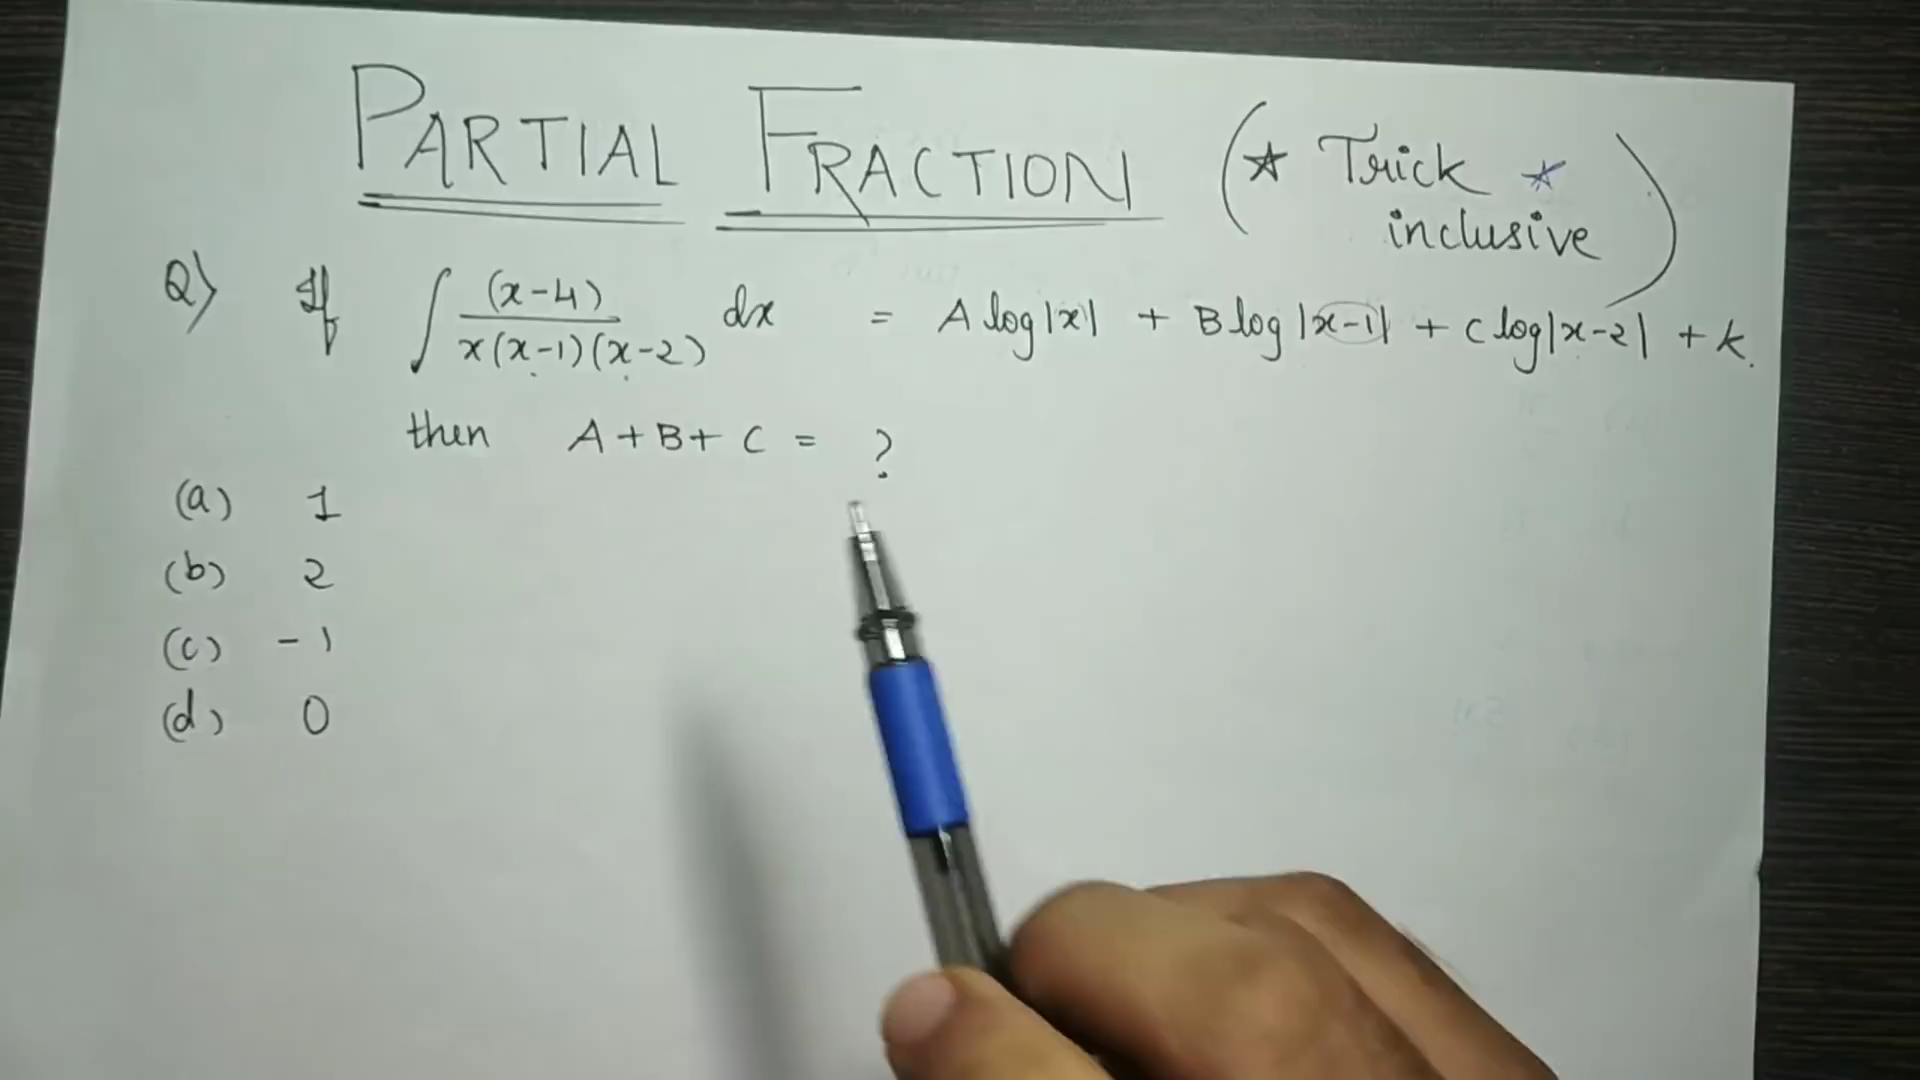 PARTIAL FRACTION (★ Trick ★
inclusive)
Q) If ∫ (x-4) / x(x-1)(x-2) dx = A log|x| + B log|x-1| + C log|x-2| + k.
then A+B+C = ?
(a) 1
(b) 2
(c) -1
(d) 0